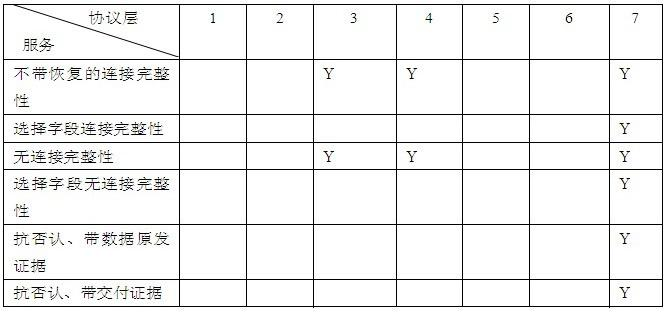 协议层
服务
1 2 3 4 5 6 7
不带恢复的连接完整 Y Y Y
性
选择字段连接完整性 Y
无连接完整性 Y Y Y
选择字段无连接完整 Y
性
抗否认、带数据原发 Y
证据
抗否认、带交付证据 Y